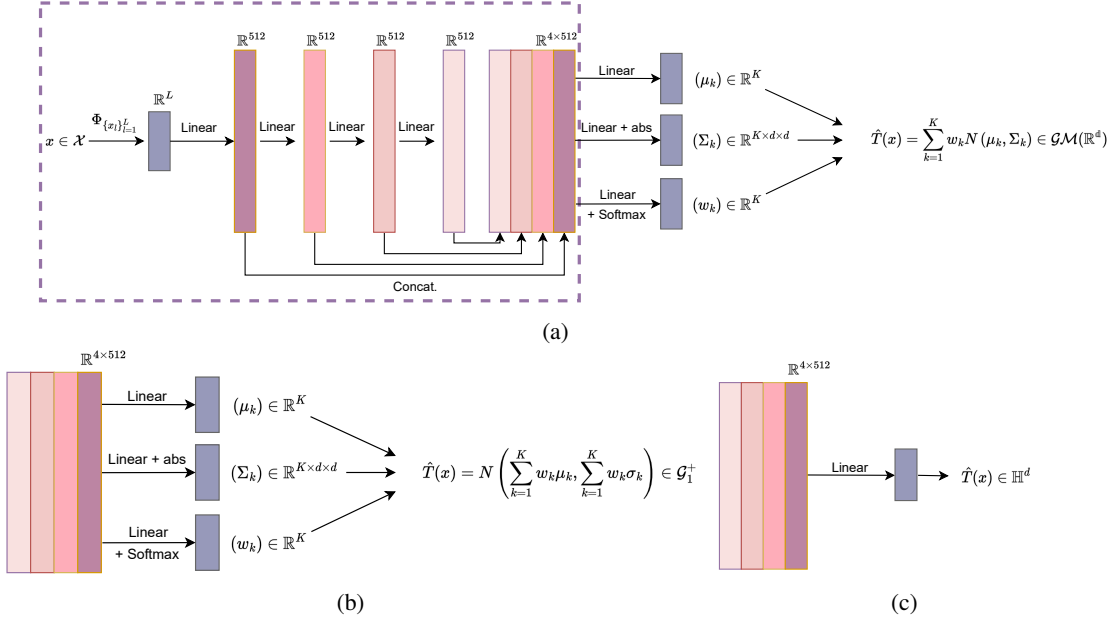 ℝ^512 ℝ^512 ℝ^512 ℝ^512 ℝ^{4×512}
x ∈ 𝒳 Φ_{\{x_l\}_{l=1}^L} ℝ^L Linear Linear Linear Linear
Linear (μ_k) ∈ ℝ^K
Linear + abs (Σ_k) ∈ ℝ^{K×d×d}
Linear + Softmax (w_k) ∈ ℝ^K
T̂(x) = ∑_{k=1}^K w_k N (μ_k, Σ_k) ∈ 𝒢ℳ(ℝ^𝕕)
Concat.
(a)
ℝ^{4×512}
Linear (μ_k) ∈ ℝ^K
Linear + abs (Σ_k) ∈ ℝ^{K×d×d}
Linear + Softmax (w_k) ∈ ℝ^K
T̂(x) = N (∑_{k=1}^K w_k μ_k, ∑_{k=1}^K w_k σ_k) ∈ 𝒢_1^+
(b)
ℝ^{4×512}
Linear T̂(x) ∈ ℍ^d
(c)